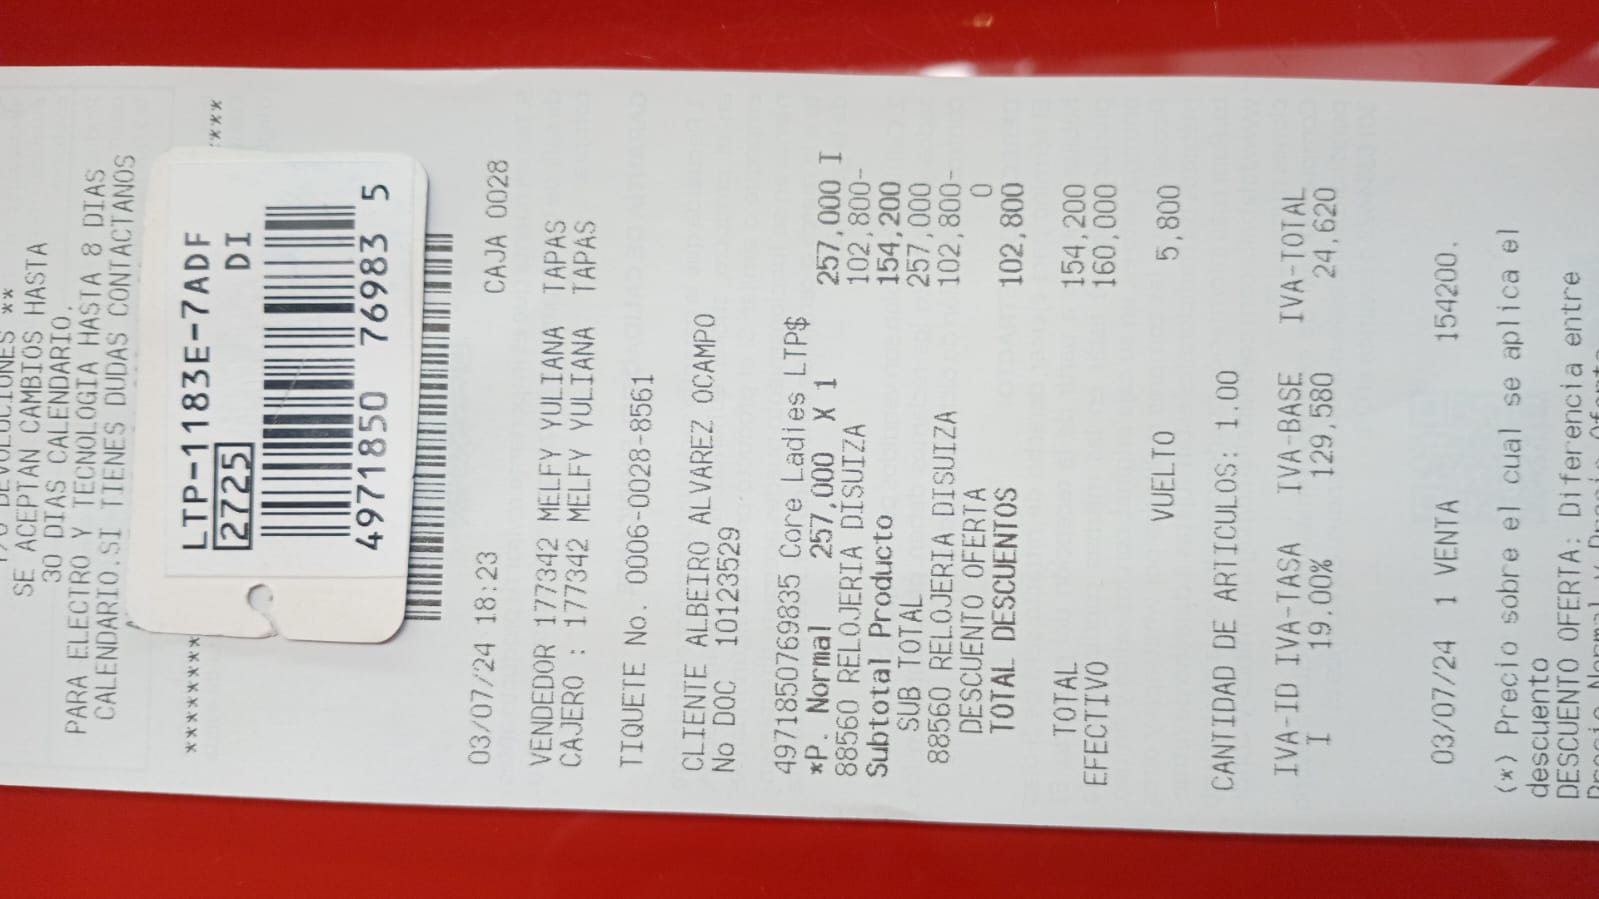 SE ACEPTAN CAMBIOS HASTA
30 DIAS CALENDARIO.
PARA ELECTRO Y TECNOLOGIA HASTA 8 DIAS
CALENDARIO.SI TIENES DUDAS CONTACTANOS
LTP-1183E-7ADF
2725 DI
4971850 76983 5
03/07/24 18:23 CAJA 0028
VENDEDOR 177342 MELFY YULIANA TAPAS
CAJERO : 177342 MELFY YULIANA TAPAS
TIQUETE No. 0006-0028-8561
CLIENTE ALBEIRO ALVAREZ OCAMPO
No DOC 10123529
4971850769835 Core Ladies LTP$
*P. Normal 257,000 X 1 257,000 I
88560 RELOJERIA DISUIZA 102,800-
Subtotal Producto 154,200
SUB TOTAL 257,000
88560 RELOJERIA DISUIZA 102,800-
DESCUENTO OFERTA 0
TOTAL DESCUENTOS 102,800
TOTAL 154,200
EFECTIVO 160,000
VUELTO 5,800
CANTIDAD DE ARTICULOS: 1.00
IVA-ID IVA-TASA IVA-BASE IVA-TOTAL
I 19.00% 129,580 24,620
03/07/24 1 VENTA 154200.
(*) Precio sobre el cual se aplica el
descuento
DESCUENTO OFERTA: Diferencia entre